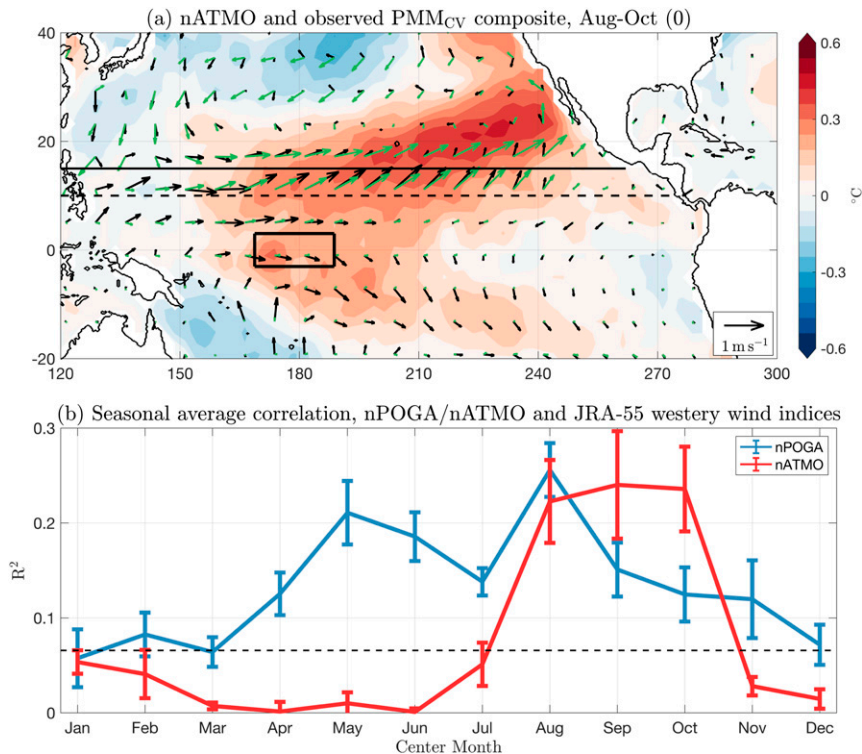 (a) nATMO and observed PMM_CV composite, Aug-Oct (0)
40
20
0
-20
120 150 180 210 240 270 300
1 m s⁻¹
0.6
0.3
0
-0.3
-0.6
°C
(b) Seasonal average correlation, nPOGA/nATMO and JRA-55 westery wind indices
0.3
0.2
0.1
0
R²
nPOGA
nATMO
Jan Feb Mar Apr May Jun Jul Aug Sep Oct Nov Dec
Center Month